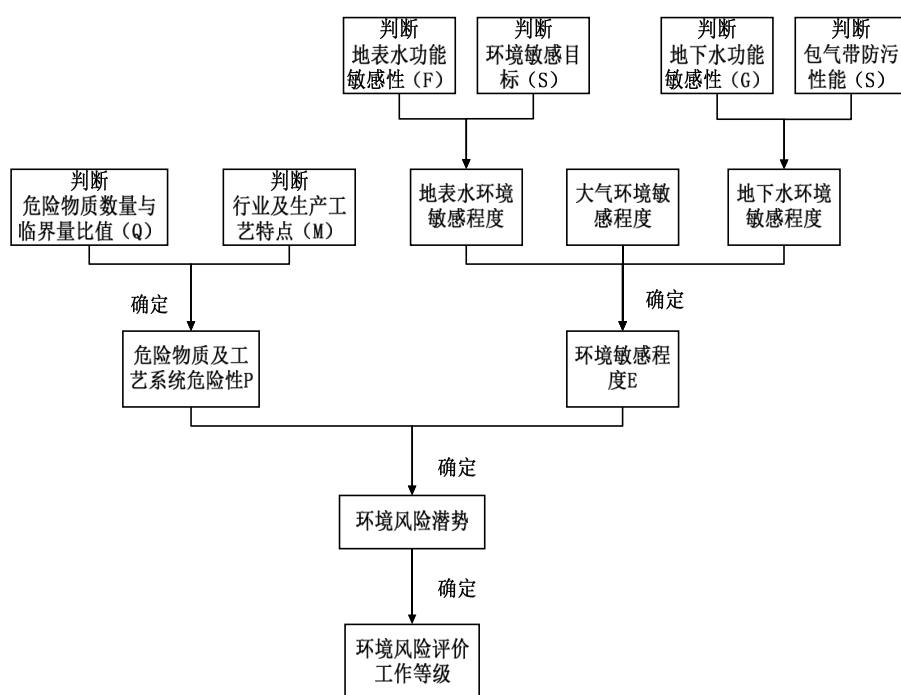 判断
地表水功能
敏感性（F）
判断
环境敏感目
标（S）
判断
地下水功能
敏感性（G）
判断
包气带防污
性能（S）
判断
危险物质数量与
临界量比值（Q）
判断
行业及生产工
艺特点（M）
地表水环境
敏感程度
大气环境敏
感程度
地下水环境
敏感程度
确定
确定
危险物质及工
艺系统危险性P
环境敏感程
度E
确定
环境风险潜势
确定
环境风险评价
工作等级